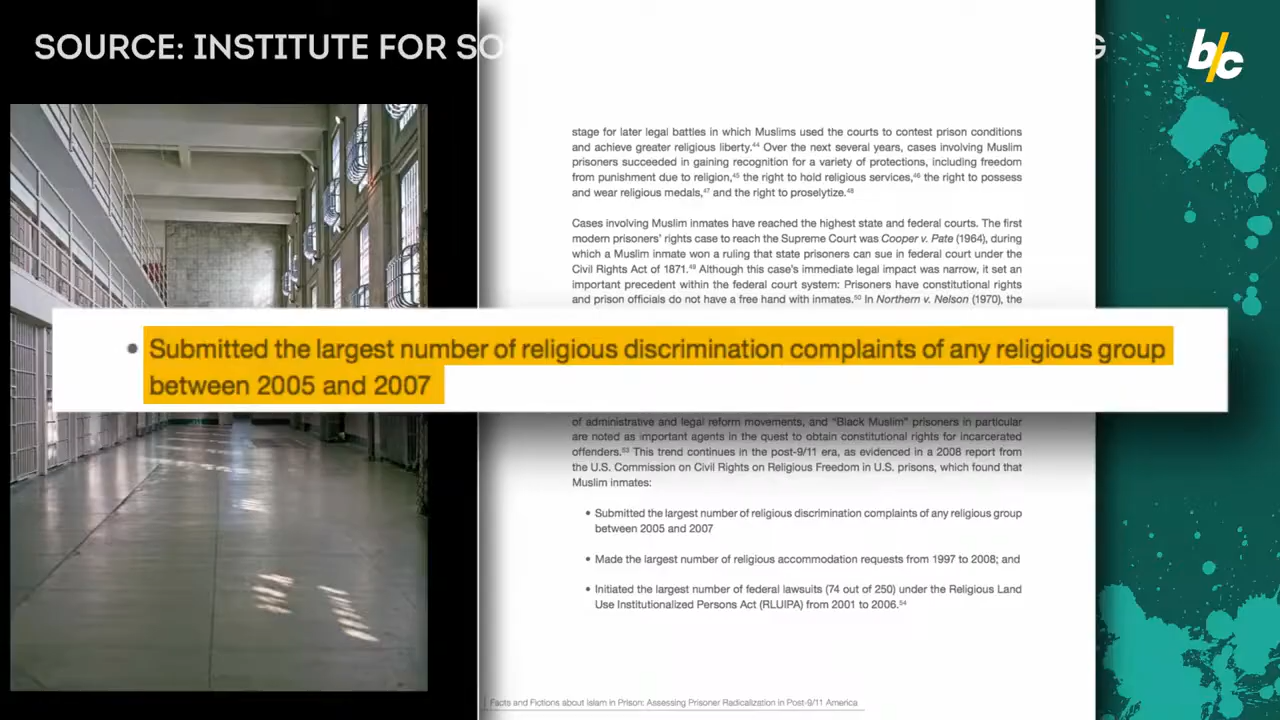 SOURCE: INSTITUTE FOR SO
G
b/c
stage for later legal battles in which Muslims used the courts to contest prison conditions
and achieve greater religious liberty.⁴⁴ Over the next several years, cases involving Muslim
prisoners succeeded in gaining recognition for a variety of protections, including freedom
from punishment due to religion,⁴⁵ the right to hold religious services,⁴⁶ the right to possess
and wear religious medals,⁴⁷ and the right to proselytize.⁴⁸
Cases involving Muslim inmates have reached the highest state and federal courts. The first
modern prisoners' rights case to reach the Supreme Court was Cooper v. Pate (1964), during
which a Muslim inmate won a ruling that state prisoners can sue in federal court under the
Civil Rights Act of 1871.⁴⁹ Although this case's immediate legal impact was narrow, it set an
important precedent within the federal court system: Prisoners have constitutional rights
and prison officials do not have a free hand with inmates.⁵⁰ In Northern v. Nelson (1970), the
• Submitted the largest number of religious discrimination complaints of any religious group
between 2005 and 2007
of administrative and legal reform movements, and “Black Muslim” prisoners in particular
are noted as important agents in the quest to obtain constitutional rights for incarcerated
offenders.⁵³ This trend continues in the post-9/11 era, as evidenced in a 2008 report from
the U.S. Commission on Civil Rights on Religious Freedom in U.S. prisons, which found that
Muslim inmates:
• Submitted the largest number of religious discrimination complaints of any religious group
between 2005 and 2007
• Made the largest number of religious accommodation requests from 1997 to 2008; and
• Initiated the largest number of federal lawsuits (74 out of 250) under the Religious Land
Use Institutionalized Persons Act (RLUIPA) from 2001 to 2006.⁵⁴
Facts and Fictions about Islam in Prison: Assessing Prisoner Radicalization in Post-9/11 America